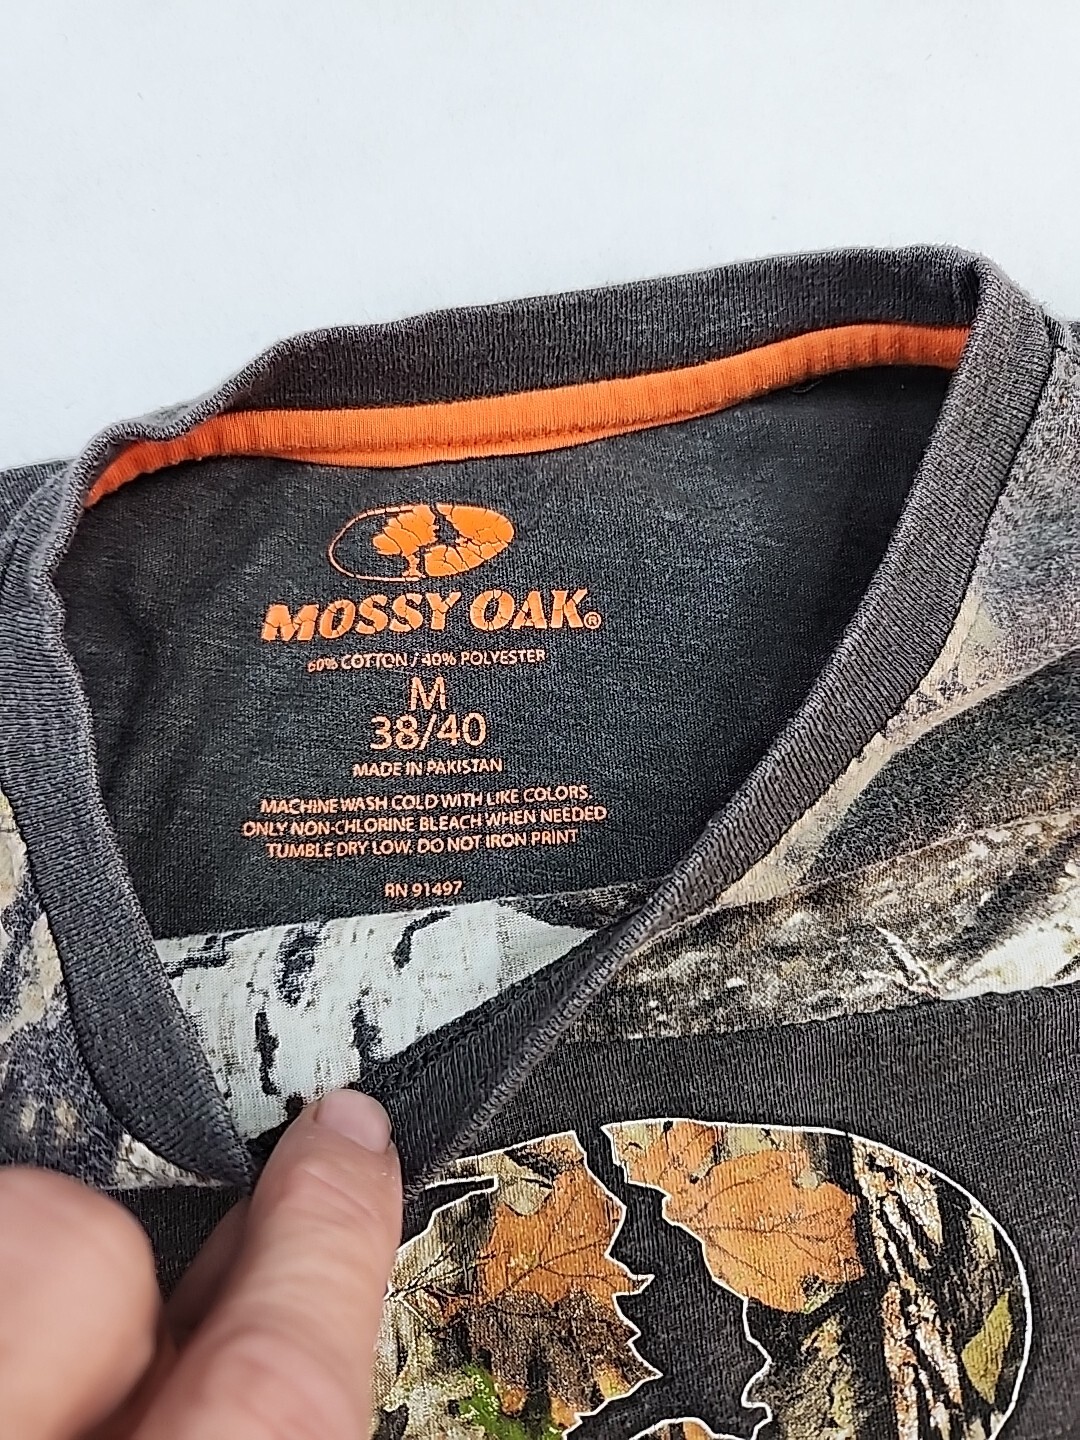 MOSSY OAK®
60% COTTON / 40% POLYESTER
M
38/40
MADE IN PAKISTAN
MACHINE WASH COLD WITH LIKE COLORS
ONLY NON-CHLORINE BLEACH WHEN NEEDED
TUMBLE DRY LOW, DO NOT IRON PRINT
RN 91497